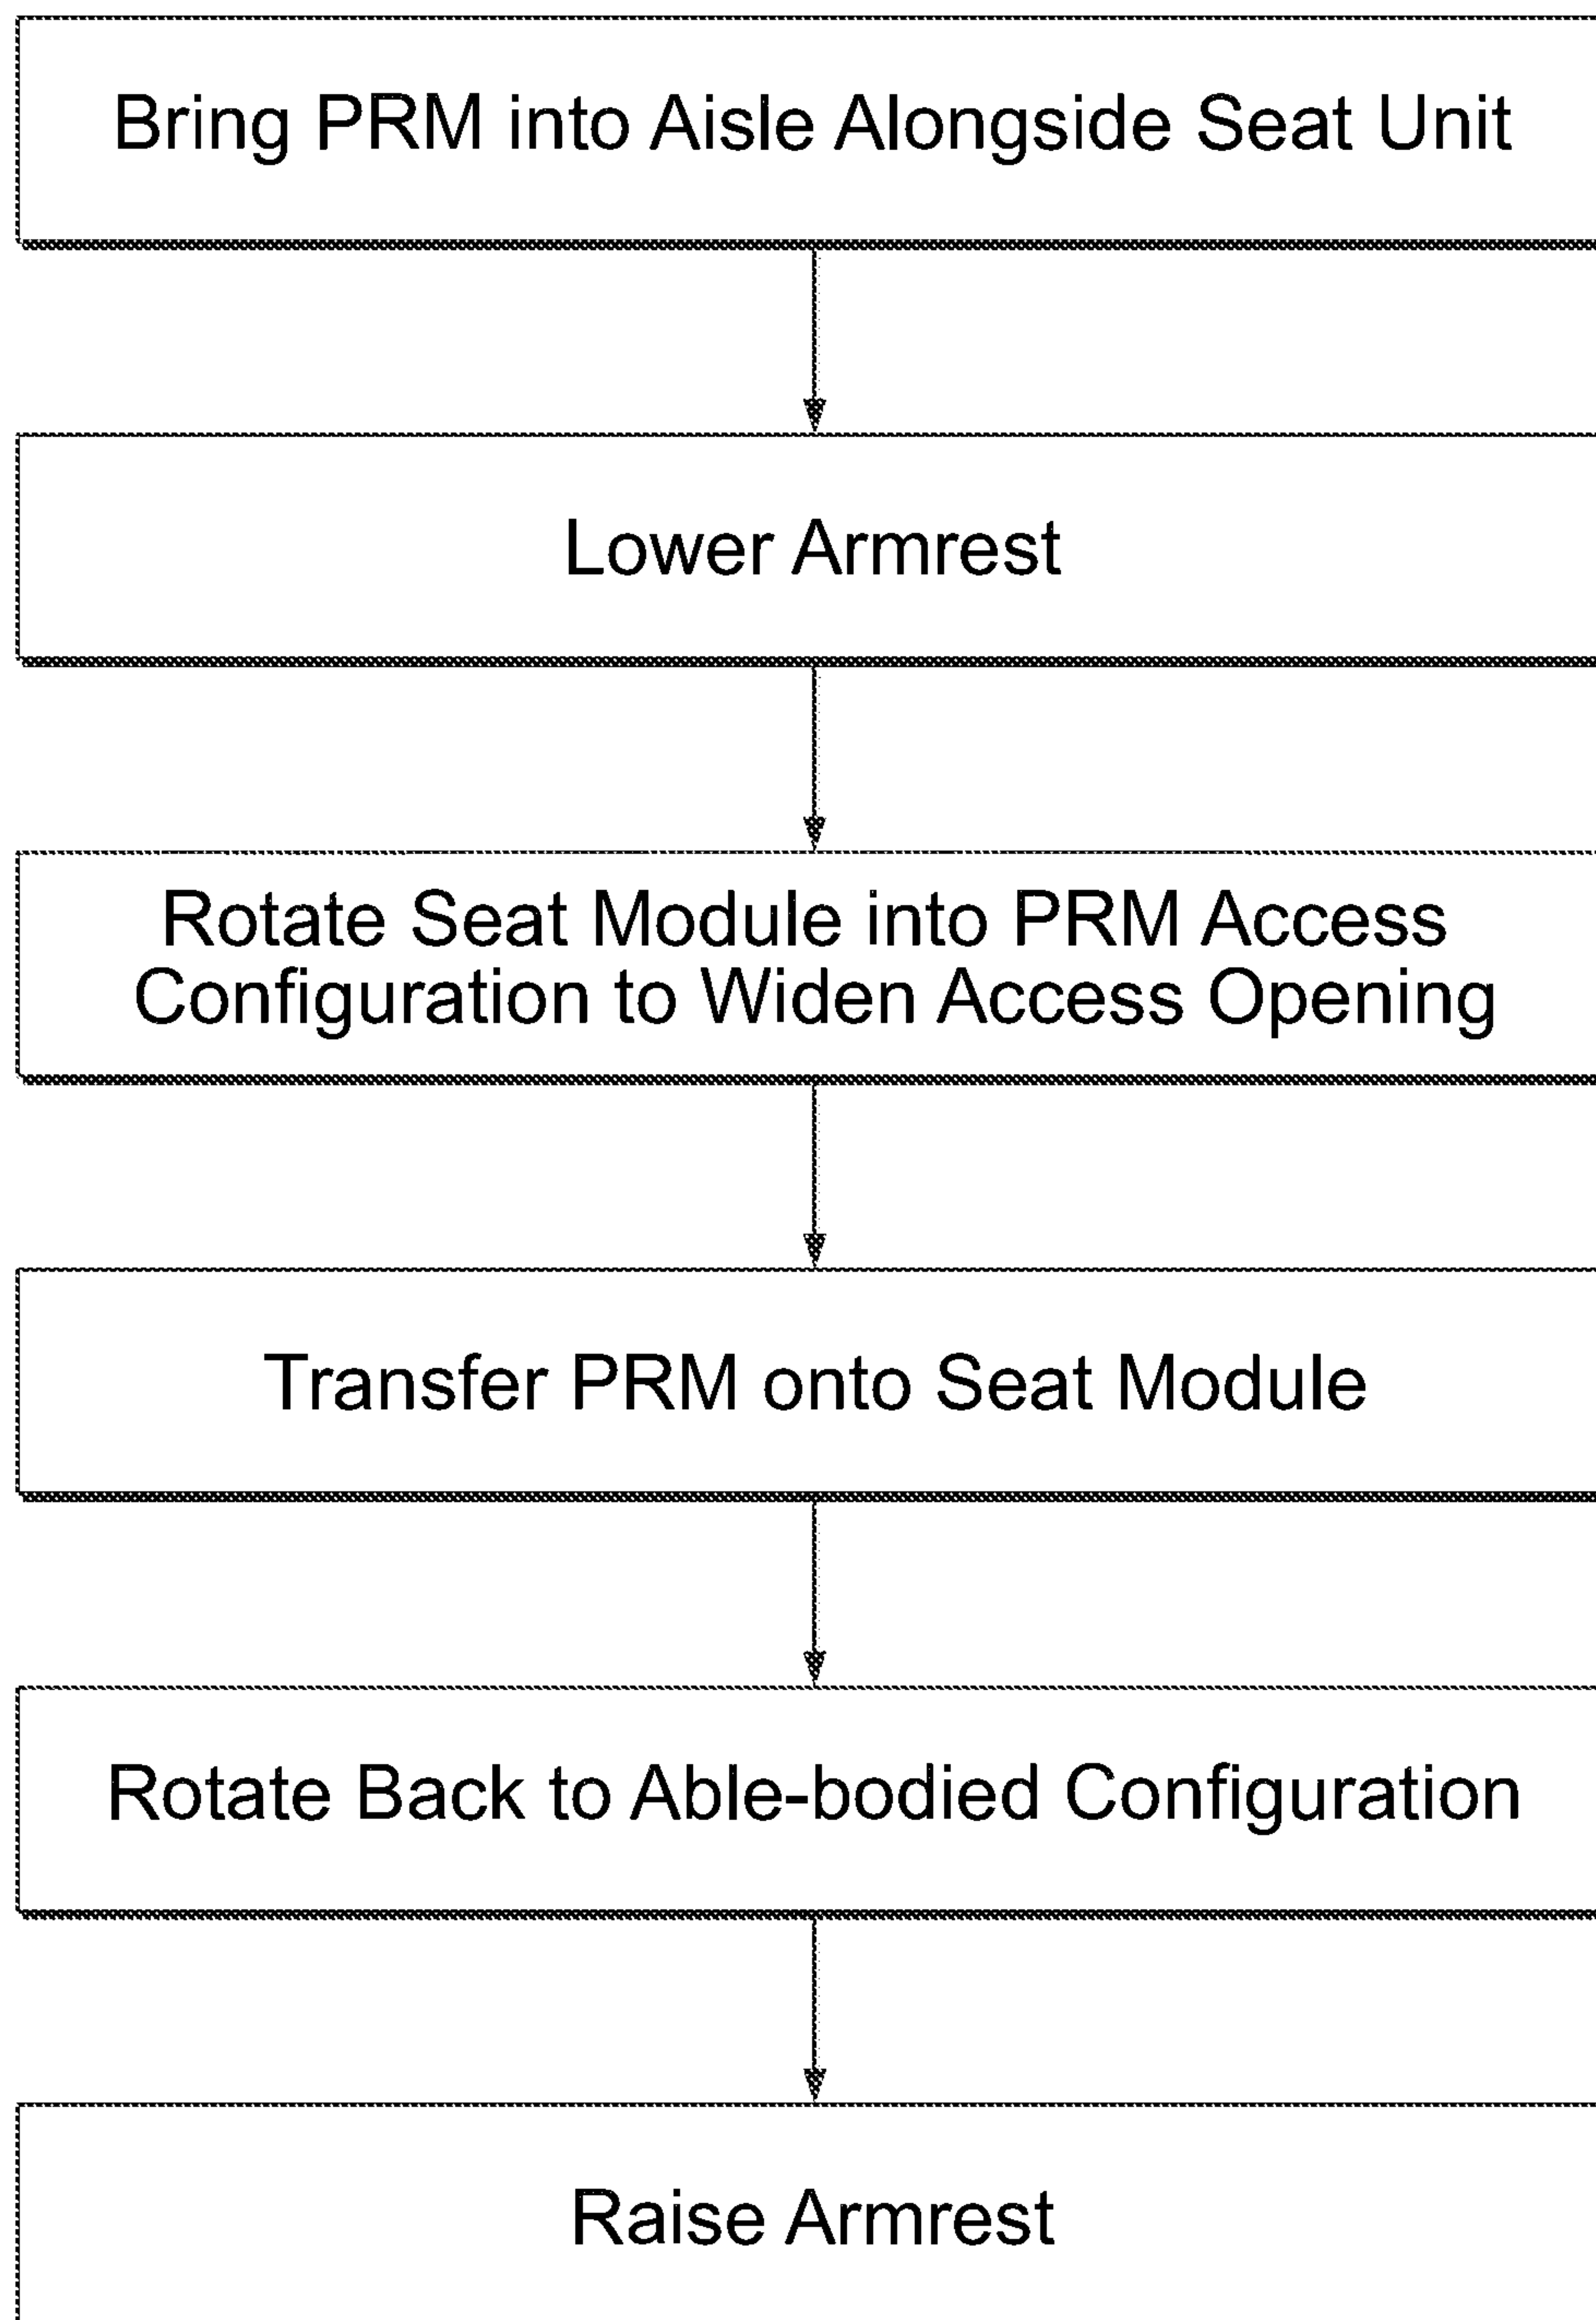 Bring PRM into Aisle Alongside Seat Unit
Lower Armrest
Rotate Seat Module into PRM Access
Configuration to Widen Access Opening
Transfer PRM onto Seat Module
Rotate Back to Able-bodied Configuration
Raise Armrest